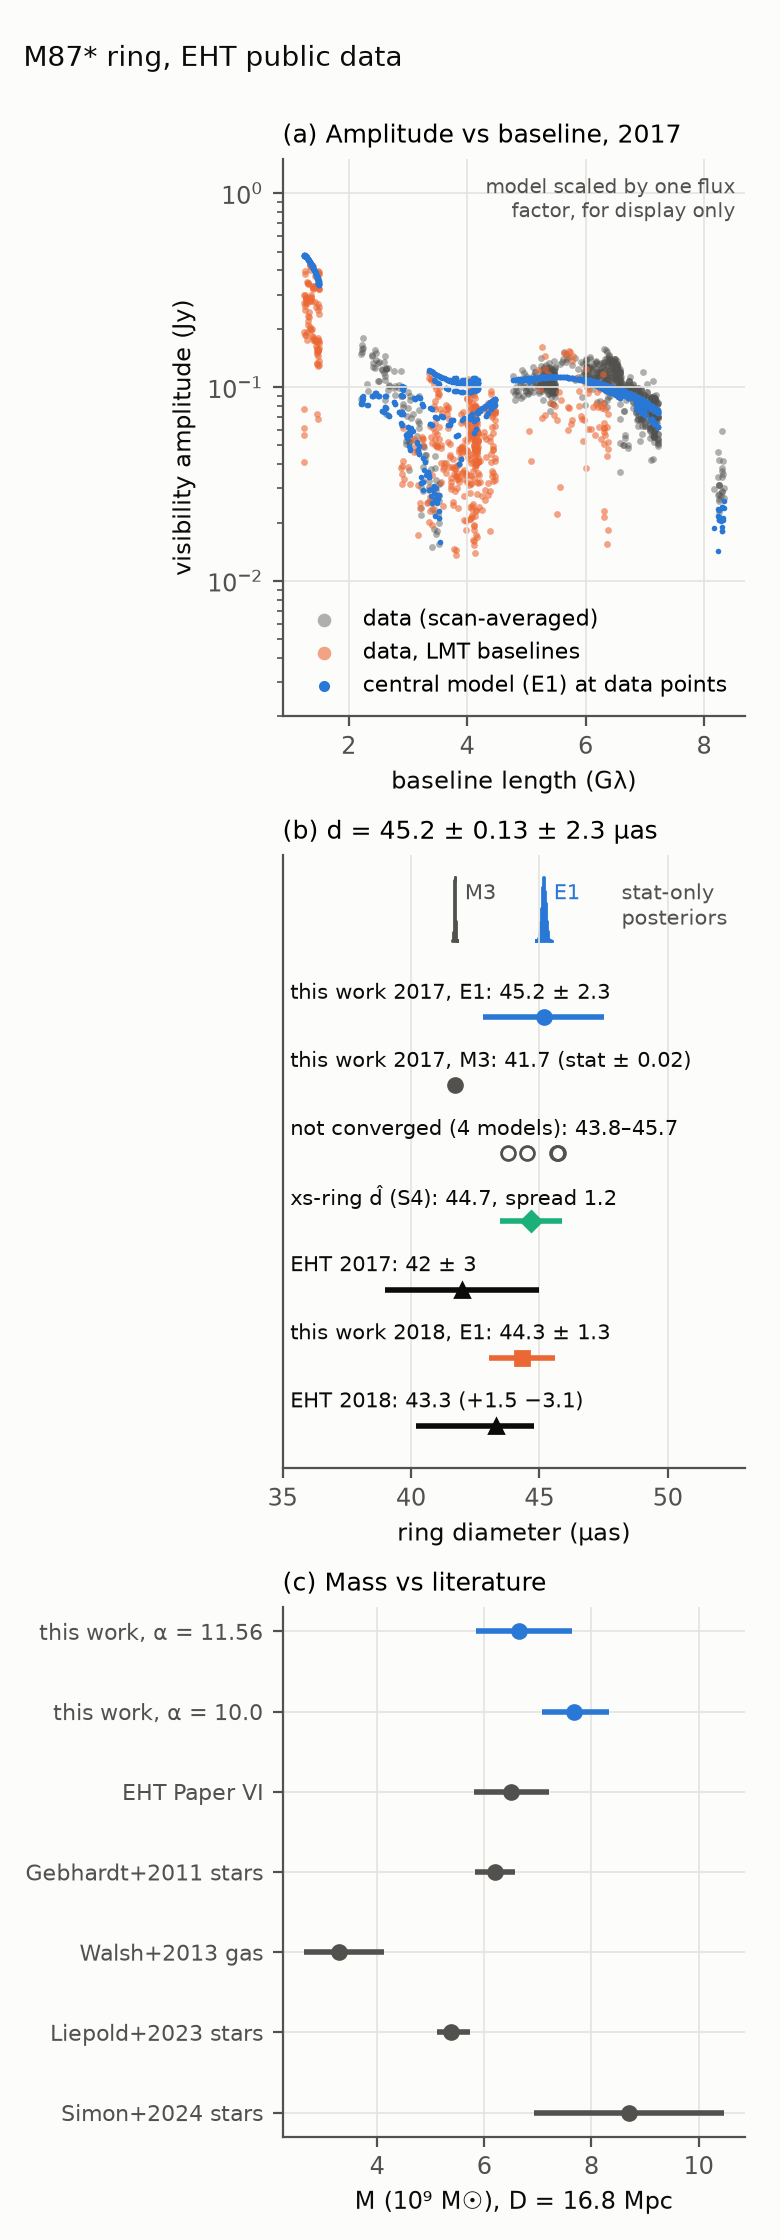 M87* ring, EHT public data
(a) Amplitude vs baseline, 2017
model scaled by one flux
factor, for display only
10⁰
10⁻¹
10⁻²
visibility amplitude (Jy)
data (scan-averaged)
data, LMT baselines
central model (E1) at data points
2 4 6 8
baseline length (Gλ)
(b) d = 45.2 ± 0.13 ± 2.3 µas
M3 E1 stat-only
posteriors
this work 2017, E1: 45.2 ± 2.3
this work 2017, M3: 41.7 (stat ± 0.02)
not converged (4 models): 43.8–45.7
xs-ring d̂ (S4): 44.7, spread 1.2
EHT 2017: 42 ± 3
this work 2018, E1: 44.3 ± 1.3
EHT 2018: 43.3 (+1.5 −3.1)
35 40 45 50
ring diameter (µas)
(c) Mass vs literature
this work, α = 11.56
this work, α = 10.0
EHT Paper VI
Gebhardt+2011 stars
Walsh+2013 gas
Liepold+2023 stars
Simon+2024 stars
4 6 8 10
M (10⁹ M☉), D = 16.8 Mpc